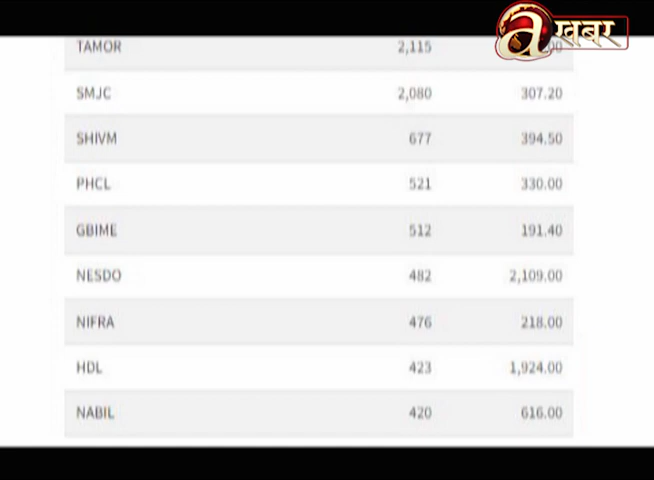 a खबर
TAMOR 2,115
SMJC 2,080 307.20
SHIVM 677 394.50
PHCL 521 330.00
GBIME 512 191.40
NESDO 482 2,109.00
NIFRA 476 218.00
HDL 423 1,924.00
NABIL 420 616.00